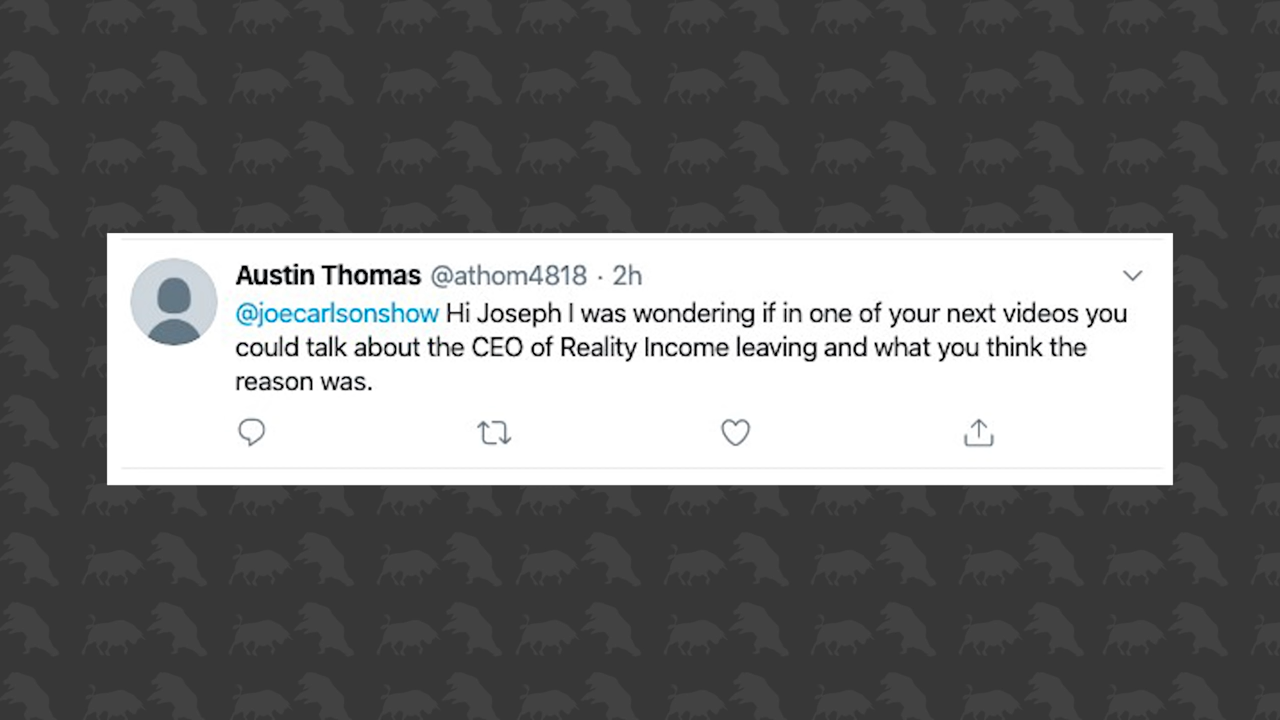 Austin Thomas @athom4818 · 2h
@joecarlsonshow Hi Joseph I was wondering if in one of your next videos you
could talk about the CEO of Reality Income leaving and what you think the
reason was.